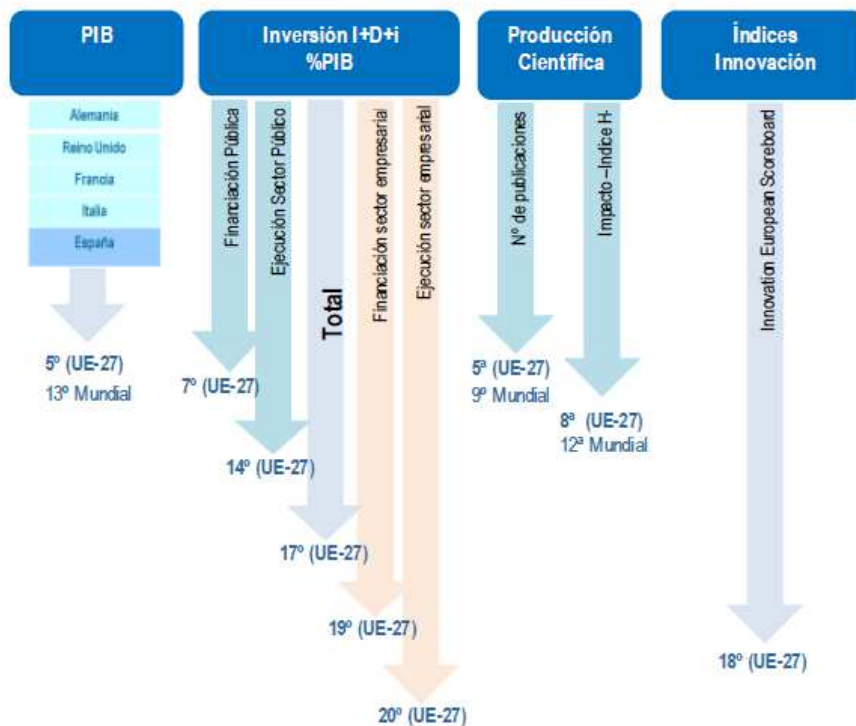 PIB
Alemania
Reino Unido
Francia
Italia
España
5º (UE-27)
13º Mundial
Inversión I+D+i
%PIB
Financiación Pública
7º (UE-27)
Ejecución Sector Público
14º (UE-27)
Total
17º (UE-27)
Financiación sector empresarial
19º (UE-27)
Ejecución sector empresarial
20º (UE-27)
Producción
Científica
Nº de publicaciones
5ª (UE-27)
9º Mundial
Impacto –Indice H-
8ª (UE-27)
12ª Mundial
Índices
Innovación
Innovation European Scoreboard
18º (UE-27)